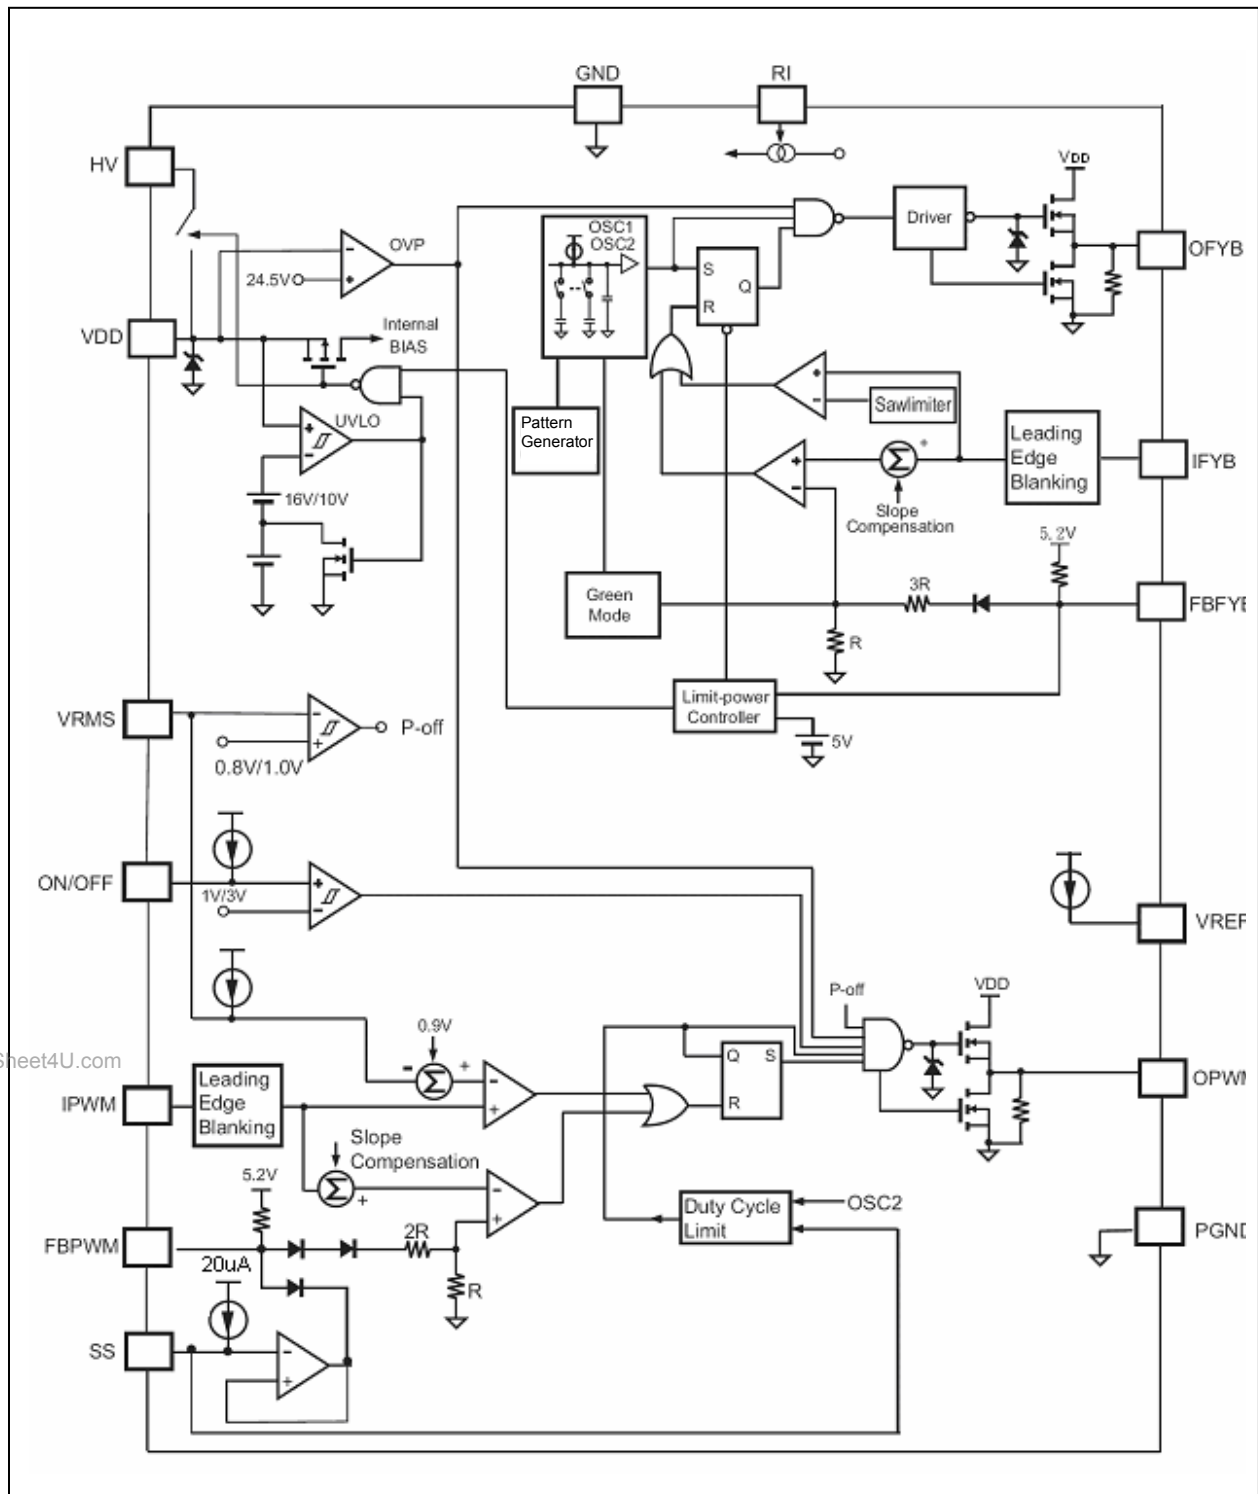 GND
RI
HV
VDD
OSC1
OSC2
OVP
24.5V
S
Q
R
Driver
OFYB
VDD
Internal
BIAS
UVLO
16V/10V
Pattern
Generator
Sawlimiter
Leading
Edge
Blanking
IFYB
Σ
Slope
Compensation
5.2V
3R
FBFYB
Green
Mode
R
Limit-power
Controller
5V
VRMS
P-off
0.8V/1.0V
ON/OFF
1V/3V
VREF
P-off
VDD
0.9V
Sheet4U.com
Σ
Q
S
R
OPWM
IPWM
Leading
Edge
Blanking
Slope
Compensation
Σ
5.2V
Duty Cycle
Limit
OSC2
FBPWM
2R
20uA
R
PGND
SS